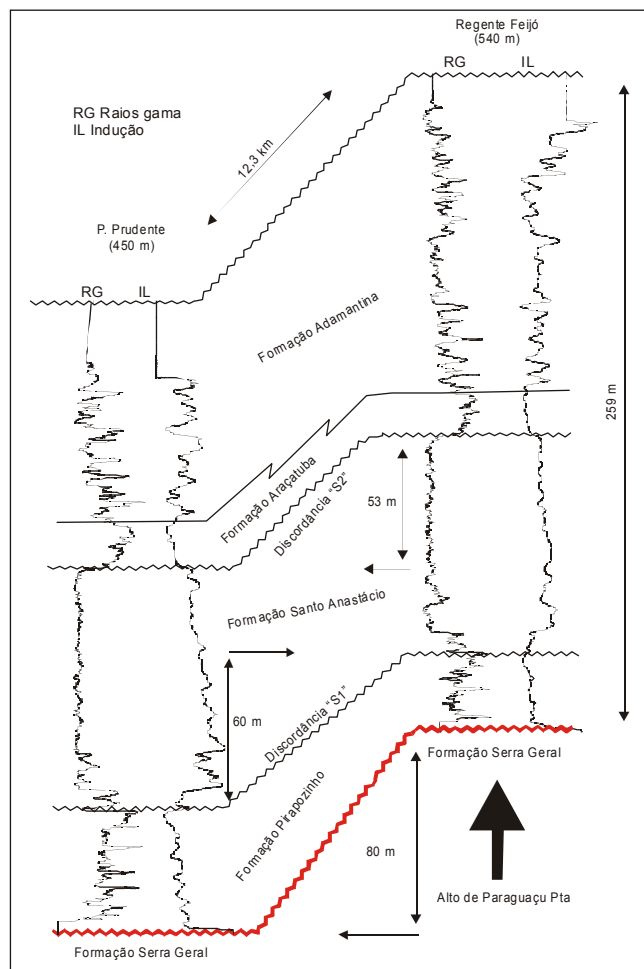 Regente Feijó
(540 m)
RG IL
RG Raios gama
IL Indução
12,3 km
P. Prudente
(450 m)
RG IL
Formação Adamantina
259 m
Formação Araçatuba
Discordância "S2"
53 m
Formação Santo Anastácio
60 m
Discordância "S1"
Formação Pirapozinho
Formação Serra Geral
80 m
Alto de Paraguaçu Pta
Formação Serra Geral